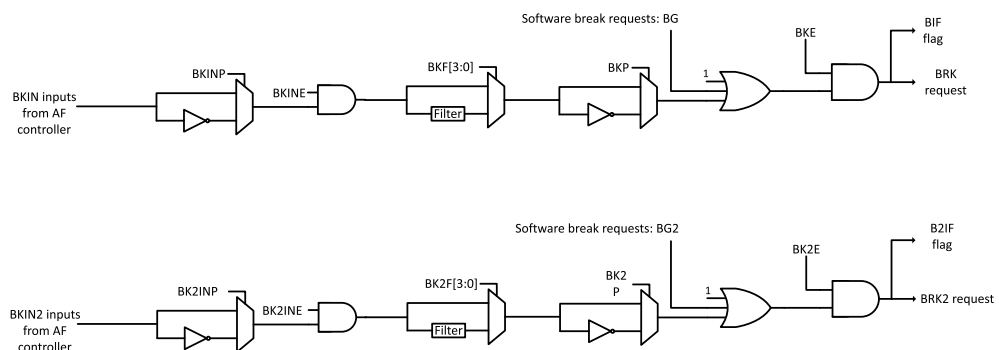 Software break requests: BG
BIF
flag
BKE
BKINP
BKF[3:0]
BKP
1
BRK
request
BKIN inputs
from AF
controller
BKINE
Filter
Software break requests: BG2
B2IF
flag
BK2E
BK2INP
BK2F[3:0]
BK2
P
1
BRK2 request
BKIN2 inputs
from AF
controller
BK2INE
Filter